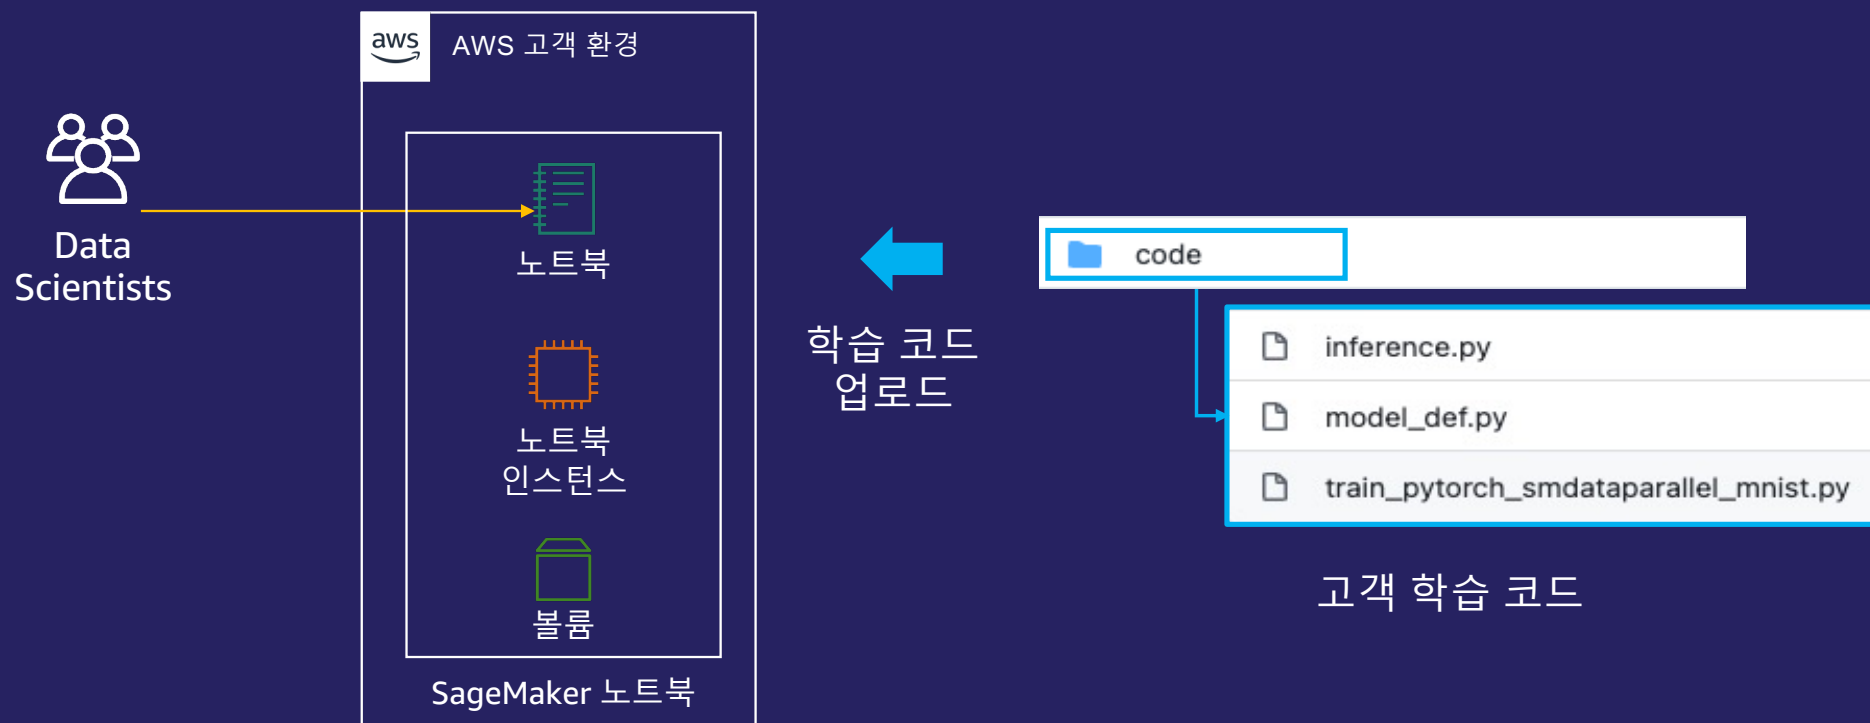 aws
AWS 고객 환경
Data
Scientists
노트북
노트북
인스턴스
볼륨
SageMaker 노트북
학습 코드
업로드
code
inference.py
model_def.py
train_pytorch_smdataparallel_mnist.py
고객 학습 코드